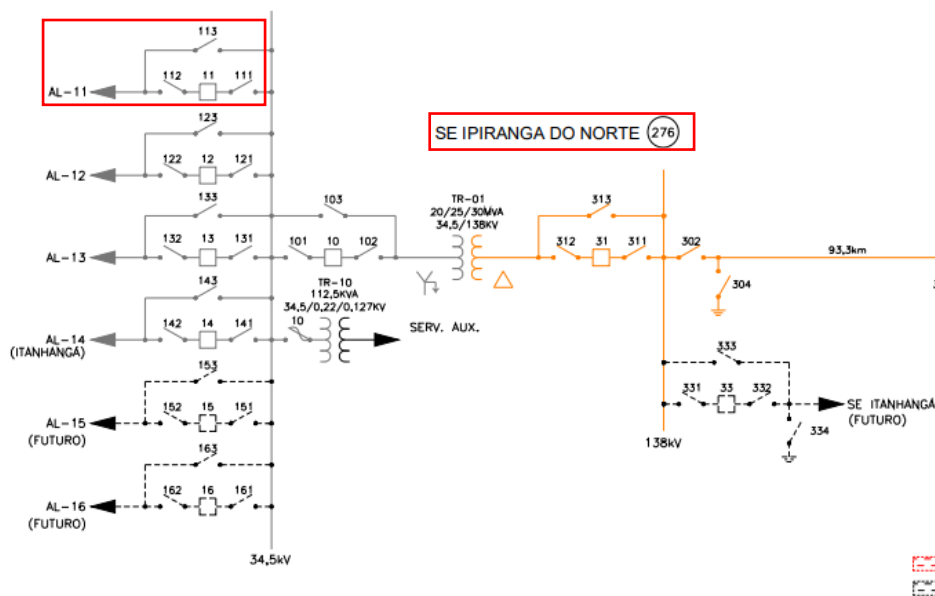 113
112
11
111
AL-11
SE IPIRANGA DO NORTE 276
123
122
12
121
AL-12
133
132
13
131
AL-13
103
101
10
102
TR-01
20/25/30MVA
34,5/138KV
313
312
31
311
302
93,3km
304
TR-10
112,5KVA
34,5/0,22/0,127KV
10
SERV. AUX.
143
142
14
141
AL-14
(ITANHANGÁ)
153
152
15
151
AL-15
(FUTURO)
163
162
16
161
AL-16
(FUTURO)
34,5kV
333
331
33
332
334
SE ITANHANGÁ
(FUTURO)
138kV